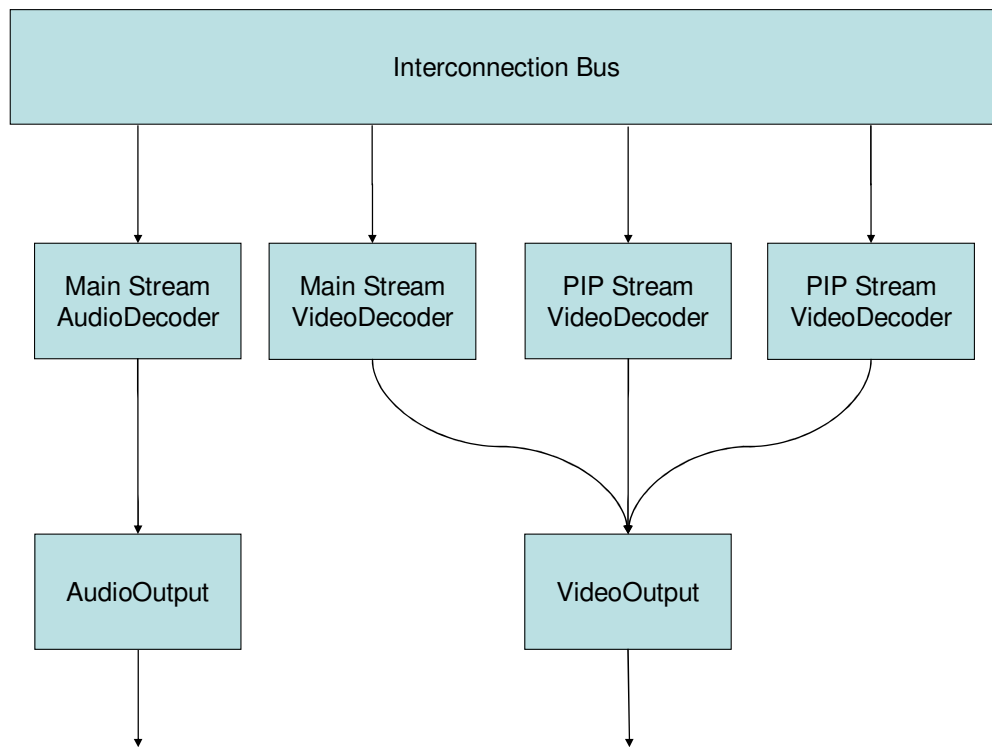 Interconnection Bus
Main Stream
AudioDecoder
Main Stream
VideoDecoder
PIP Stream
VideoDecoder
PIP Stream
VideoDecoder
AudioOutput
VideoOutput